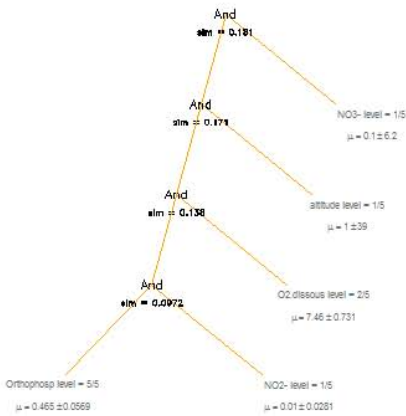 And
sim = 0.181
NO3- level = 1/5
μ = 0.1±6.2
And
sim = 0.171
altitude level = 1/5
μ = 1 ±39
And
sim = 0.136
O2.dissous level = 2/5
μ = 7.46 ±0.731
And
sim = 0.0972
Orthophosp level = 5/5
μ = 0.465 ±0.0569
NO2- level = 1/5
μ = 0.01±0.0281